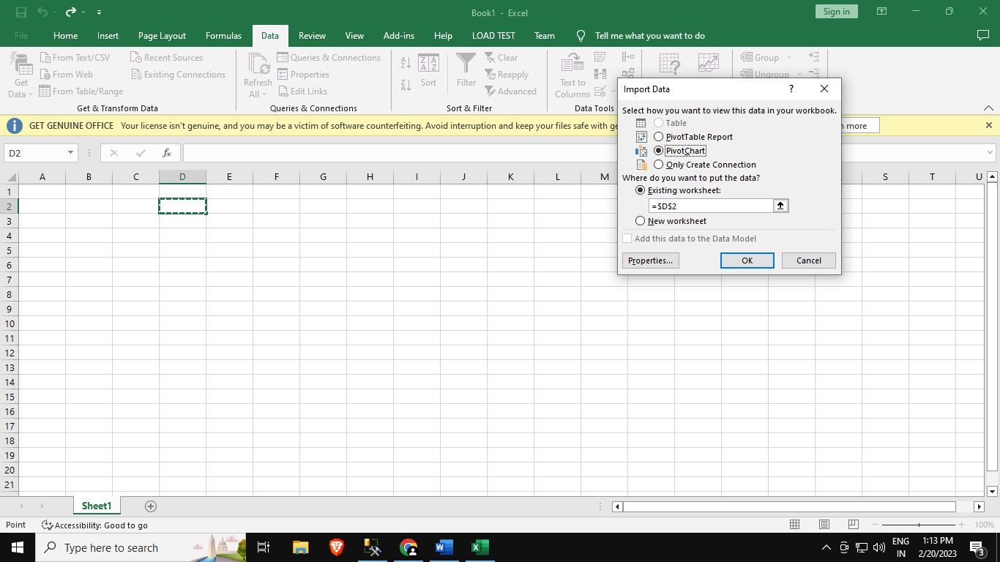 Book1 - Excel
Sign in
File Home Insert Page Layout Formulas Data Review View Add-ins Help LOAD TEST Team Tell me what you want to do
From Text/CSV Recent Sources Queries & Connections Clear Group
From Web Existing Connections Properties Reapply Ungroup
From Table/Range Edit Links Advanced
Get Data
Refresh All
Sort
Filter
Text to Columns
Get & Transform Data Queries & Connections Sort & Filter Data Tools
GET GENUINE OFFICE Your license isn't genuine, and you may be a victim of software counterfeiting. Avoid interruption and keep your files safe with ge
n more
D2 fx
A B C D E F G H I J K L M S T U
1
2
3
4
5
6
7
8
9
10
11
12
13
14
15
16
17
18
19
20
21
Import Data ?
Select how you want to view this data in your workbook.
Table
PivotTable Report
PivotChart
Only Create Connection
Where do you want to put the data?
Existing worksheet:
=$D$2
New worksheet
Add this data to the Data Model
Properties... OK Cancel
Sheet1
Point Accessibility: Good to go 100%
Type here to search
ENG
IN
1:13 PM
2/20/2023
3